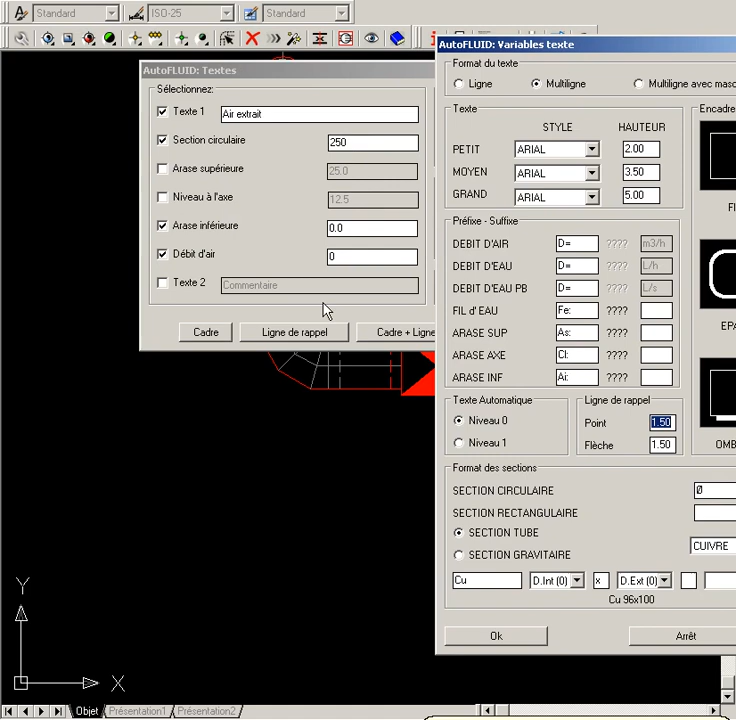 Standard ISO-25 Standard
AutoFLUID: Textes
Sélectionnez:
Texte 1 Air extrait
Section circulaire 250
Arase supérieure 25.0
Niveau à l'axe 12.5
Arase inférieure 0.0
Débit d'air 0
Texte 2 Commentaire
Cadre Ligne de rappel Cadre + Ligne
AutoFLUID: Variables texte
Format du texte
Ligne Multiligne Multiligne avec masc
Texte
STYLE HAUTEUR
PETIT ARIAL 2.00
MOYEN ARIAL 3.50
GRAND ARIAL 5.00
Préfixe - Suffixe
DEBIT D'AIR D= ???? m3/h
DEBIT D'EAU D= ???? L/h
DEBIT D'EAU PB D= ???? L/s
FIL d' EAU Fe: ????
ARASE SUP As: ????
ARASE AXE Cl: ????
ARASE INF Ai: ????
Texte Automatique
Niveau 0
Niveau 1
Ligne de rappel
Point 1.50
Flèche 1.50
Encadre
FI
EPA
OMB
Format des sections
SECTION CIRCULAIRE Ø
SECTION RECTANGULAIRE
SECTION TUBE
SECTION GRAVITAIRE CUIVRE
Cu D.Int (0) x D.Ext (0)
Cu 96x100
Ok Arrêt
Y
X
Objet Présentation1 Présentation2